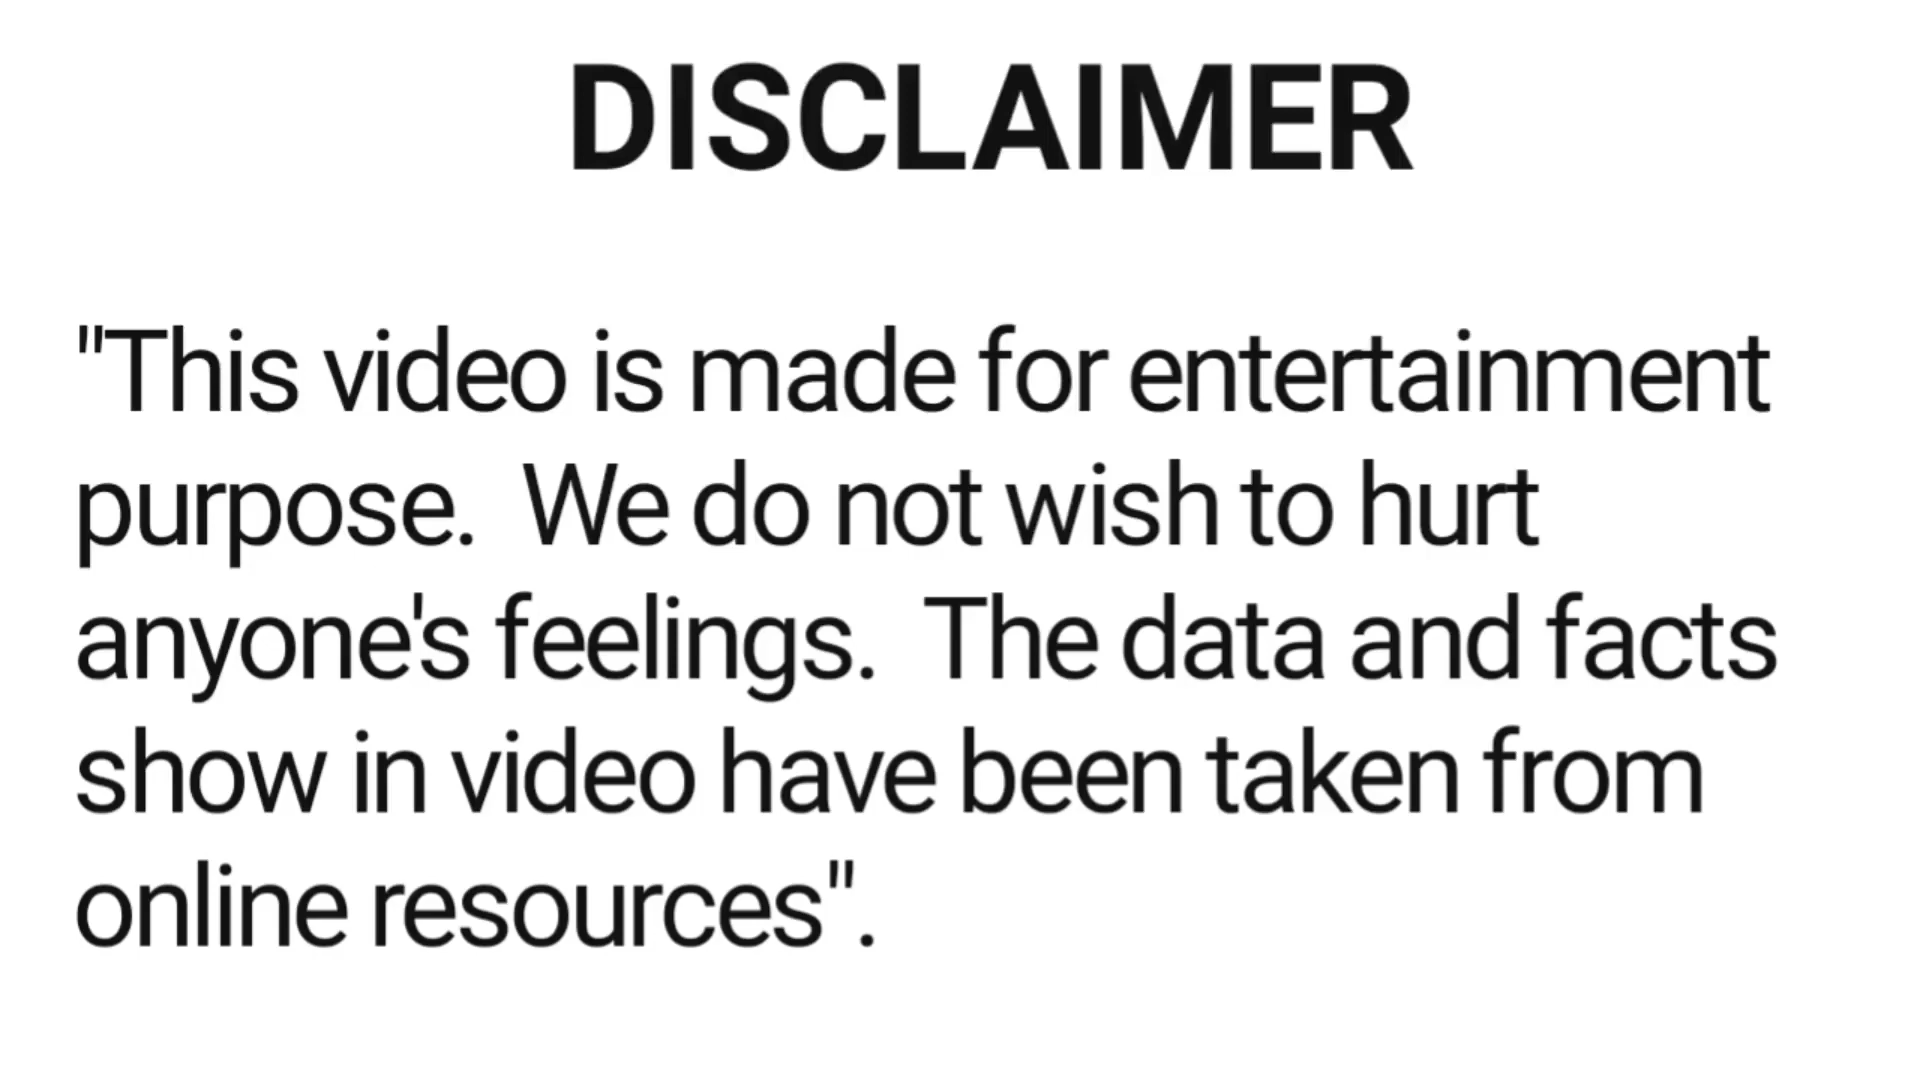 DISCLAIMER
"This video is made for entertainment
purpose.  We do not wish to hurt
anyone's feelings.  The data and facts
show in video have been taken from
online resources".